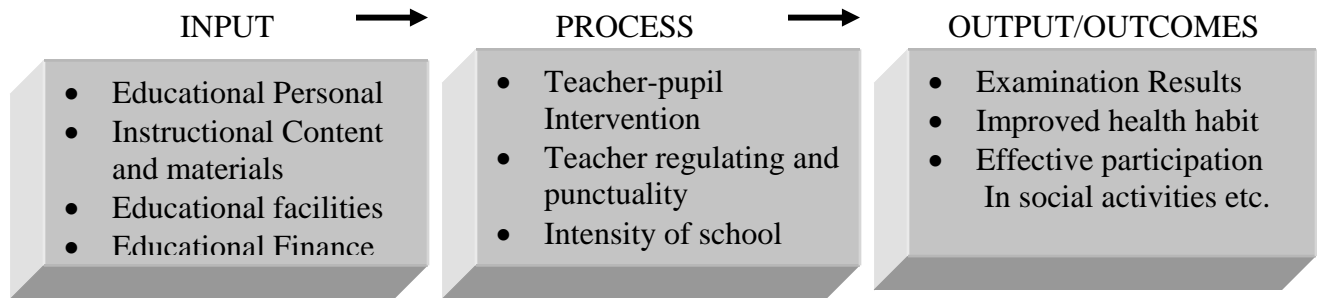 INPUT
PROCESS
OUTPUT/OUTCOMES
• Educational Personal
• Instructional Content
and materials
• Educational facilities
• Educational Finance
• Teacher-pupil
Intervention
• Teacher regulating and
punctuality
• Intensity of school
• Examination Results
• Improved health habit
• Effective participation
In social activities etc.